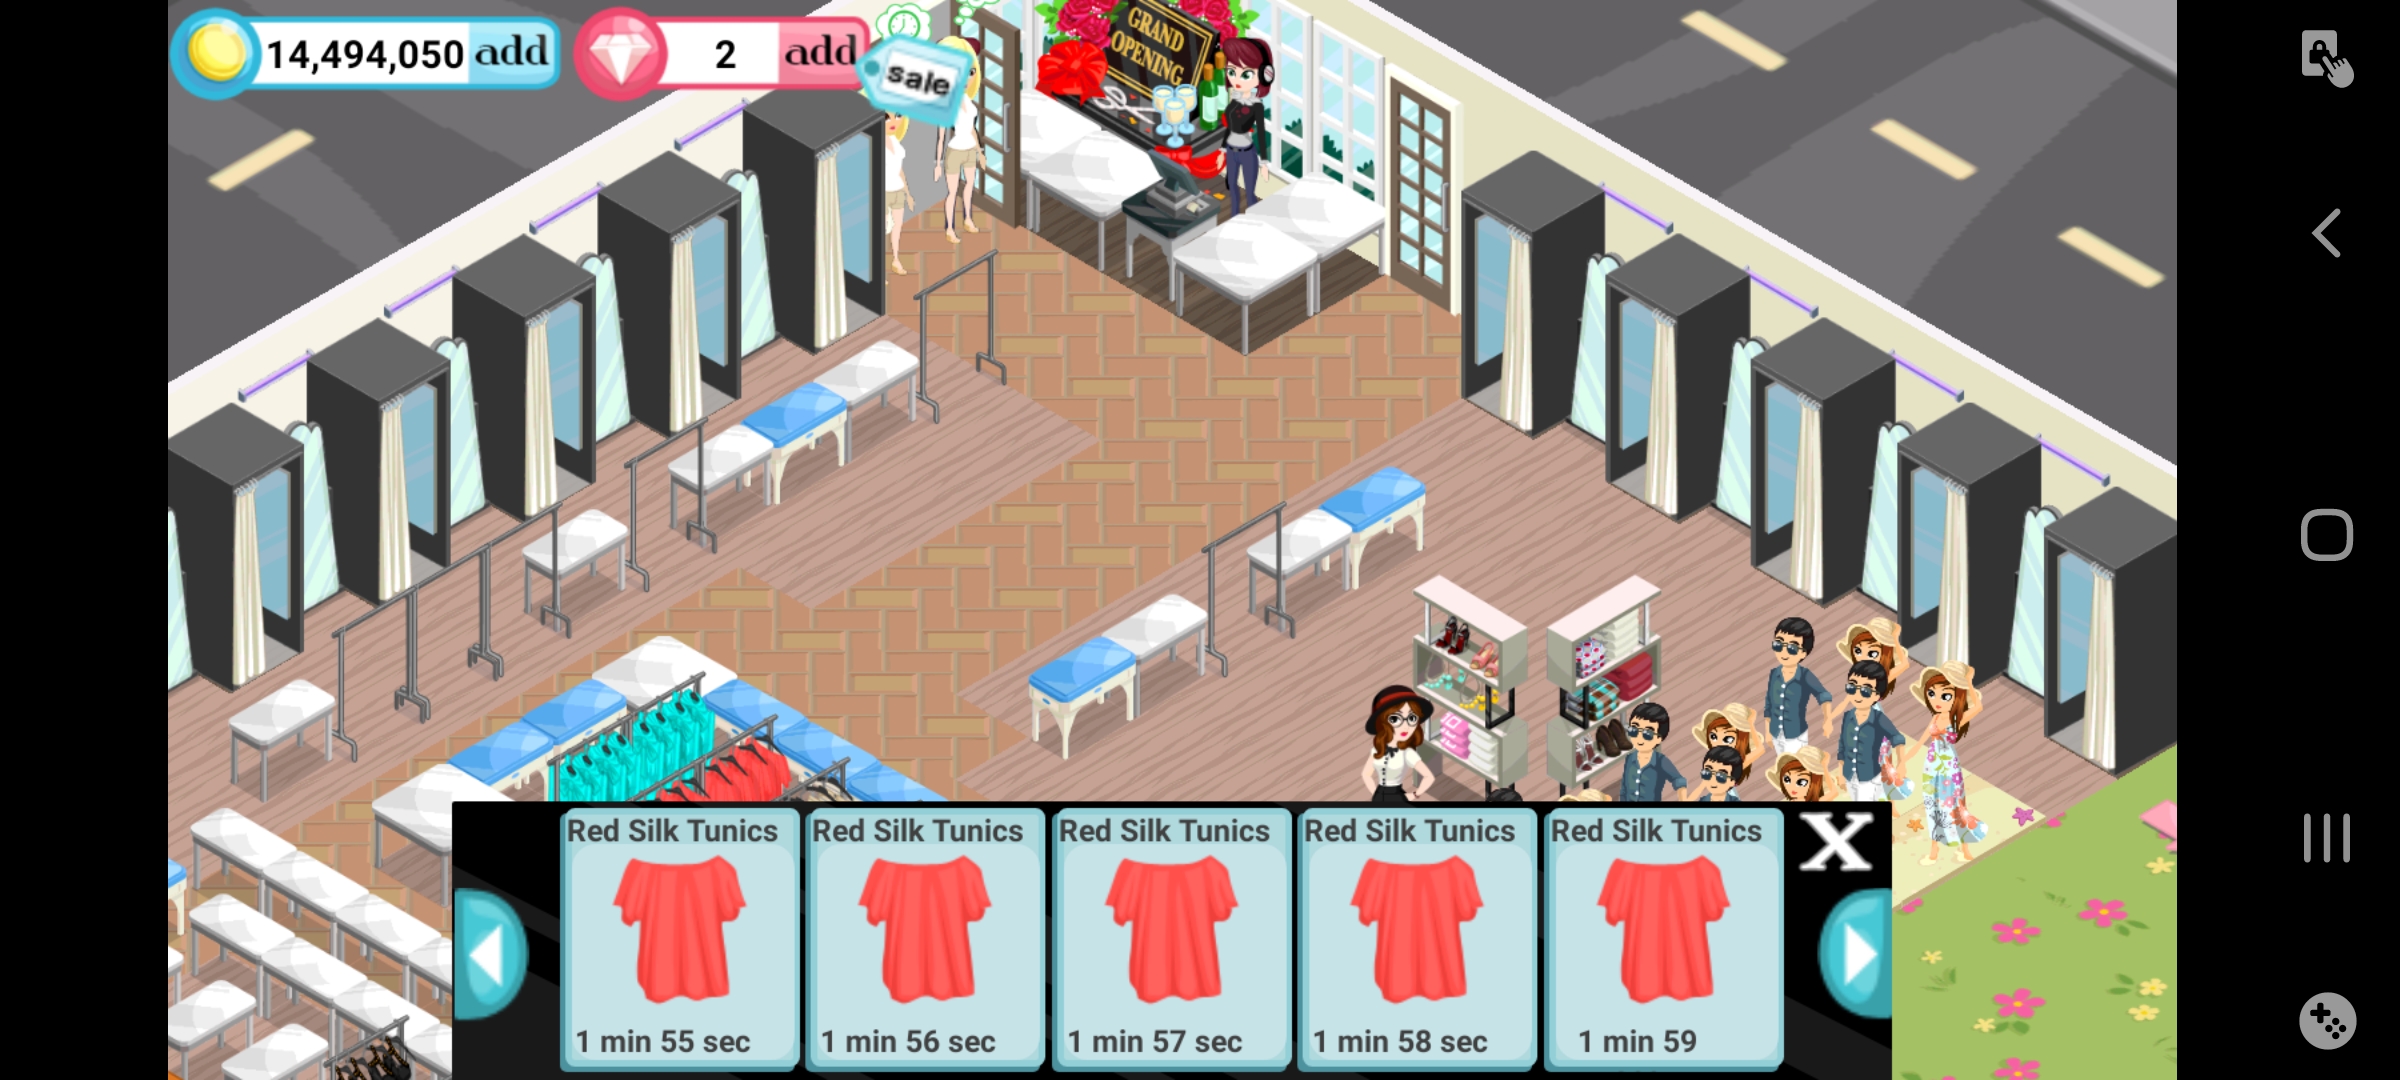 14,494,050 add
2 add
sale
GRAND
OPENING
Red Silk Tunics
1 min 55 sec
Red Silk Tunics
1 min 56 sec
Red Silk Tunics
1 min 57 sec
Red Silk Tunics
1 min 58 sec
Red Silk Tunics
1 min 59
X